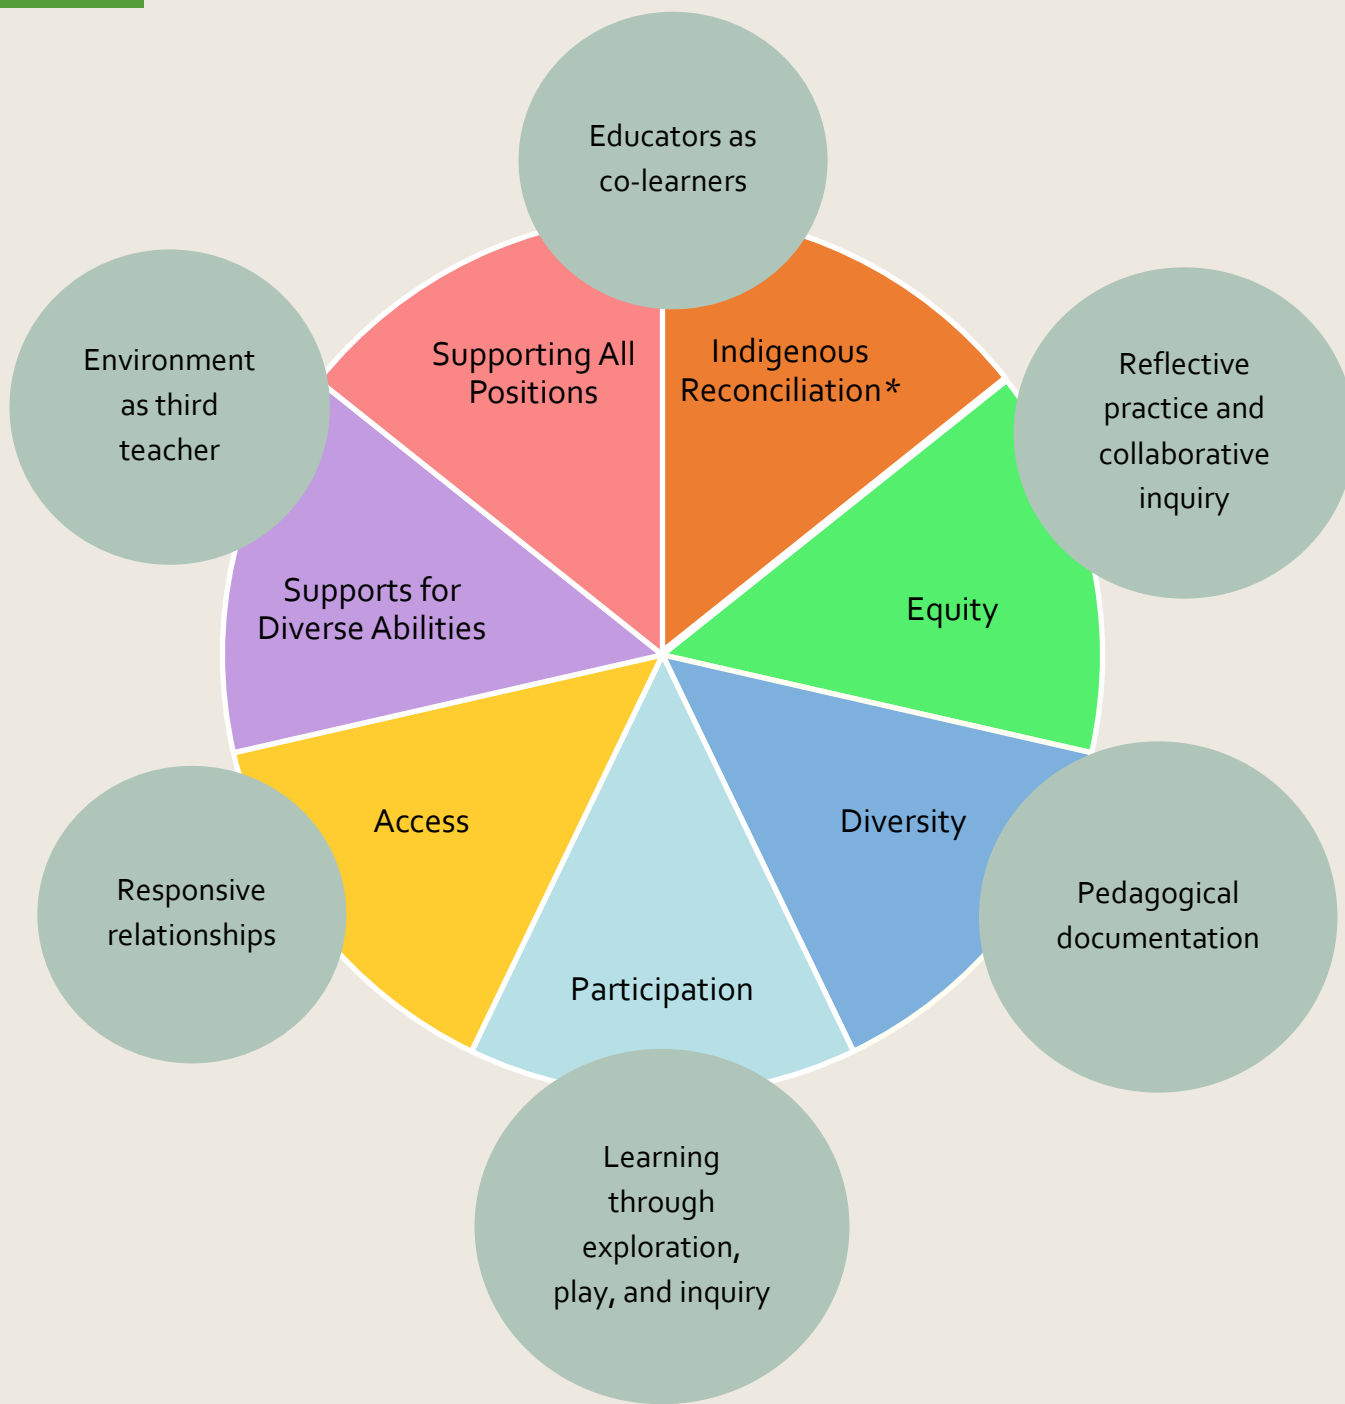 Educators as
co-learners
Environment
as third
teacher
Supporting All
Positions
Indigenous
Reconciliation*
Reflective
practice and
collaborative
inquiry
Supports for
Diverse Abilities
Equity
Access
Diversity
Responsive
relationships
Pedagogical
documentation
Participation
Learning
through
exploration,
play, and inquiry